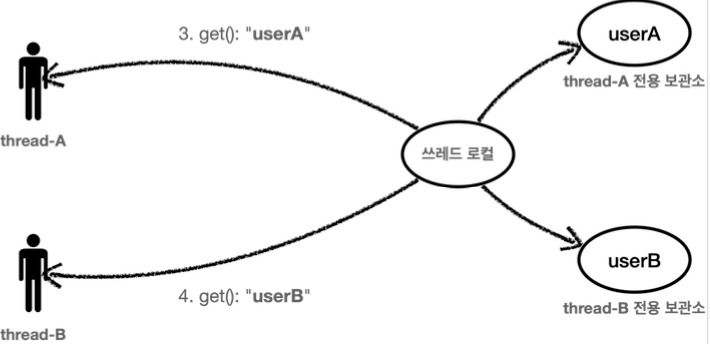 3. get(): "userA"
userA
thread-A 전용 보관소
thread-A
쓰레드 로컬
userB
4. get(): "userB"
thread-B 전용 보관소
thread-B